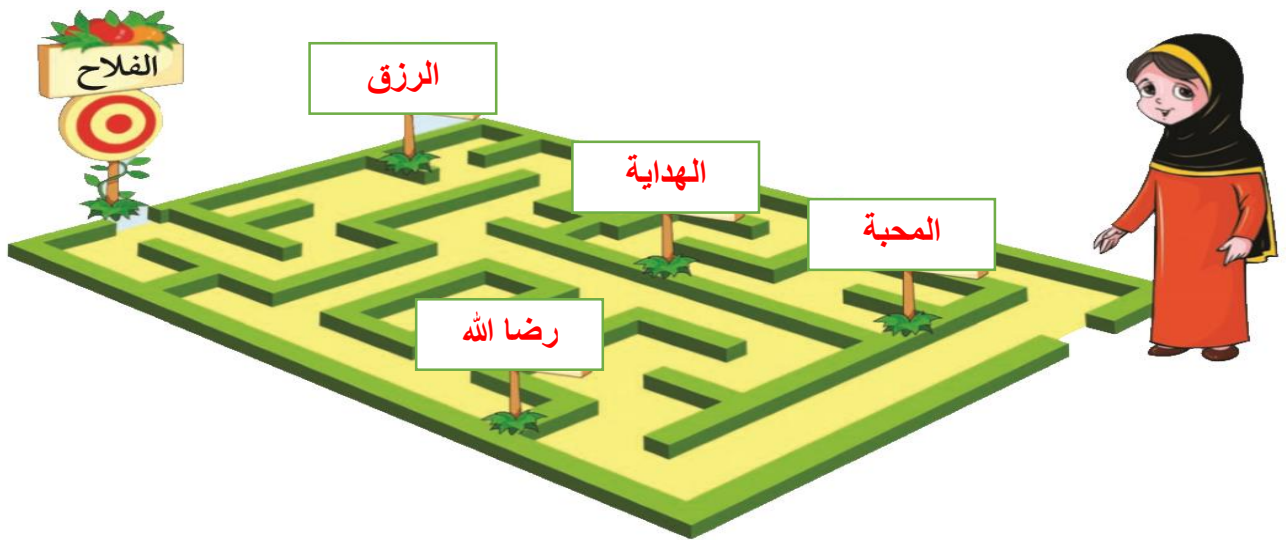 الفلاح
الرزق
الهداية
المحبة
رضا الله